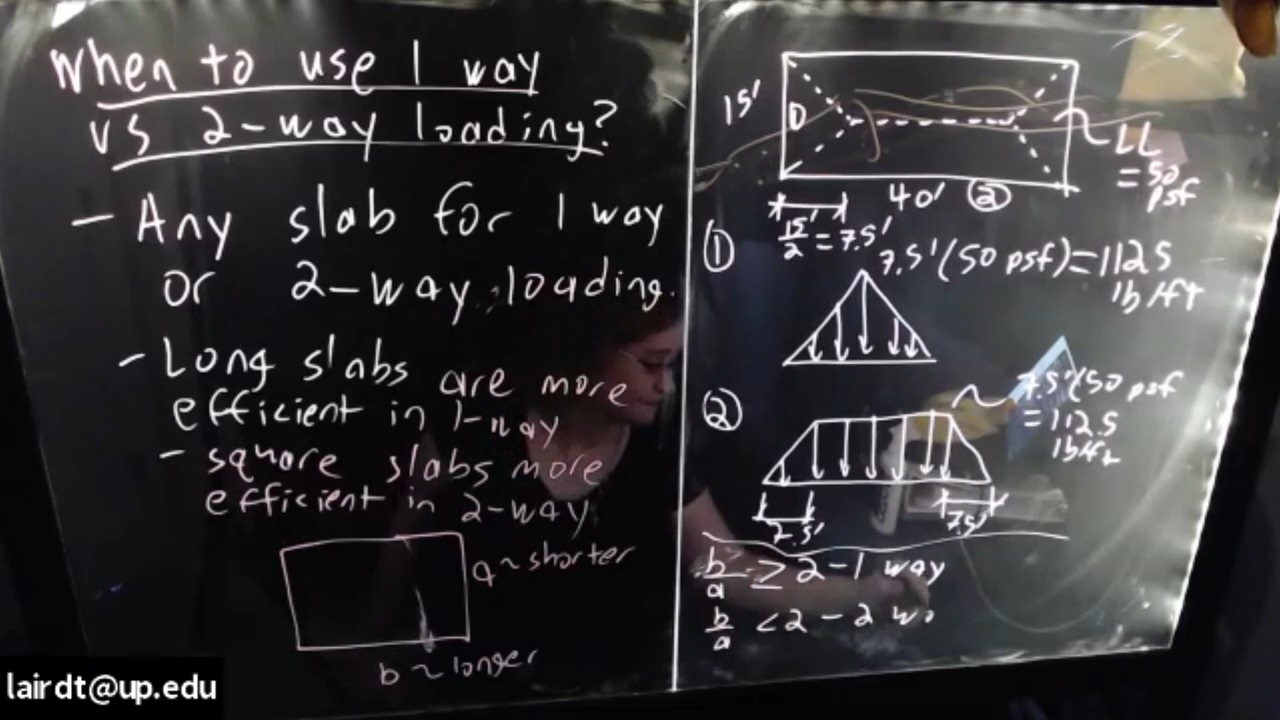 When to use 1 way
vs 2-way loading?
- Any slab for 1 way
or 2-way loading.
- Long slabs are more
efficient in 1-way
- square slabs more
efficient in 2-way
a ~ shorter
b ~ longer
15'
①
LL
= 50
psf
40' ②
15'/2 = 7.5'
①
7.5'(50 psf) = 1125
lb/ft
②
7.5'(50 psf
= 112.5
lb/ft
7.5'
7.5'
b/a ≥ 2 - 1 way
b/a < 2 - 2 wa
lairdt@up.edu